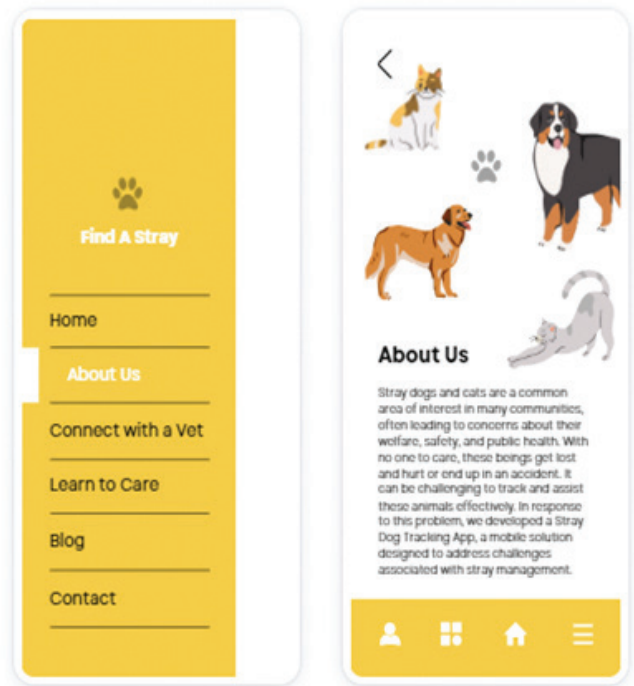 Find A Stray
Home
About Us
Connect with a Vet
Learn to Care
Blog
Contact
About Us
Stray dogs and cats are a common
area of interest in many communities,
often leading to concerns about their
welfare, safety, and public health. With
no one to care, these beings get lost
and hurt or end up in an accident. It
can be challenging to track and assist
these animals effectively. In response
to this problem, we developed a Stray
Dog Tracking App, a mobile solution
designed to address challenges
associated with stray management.